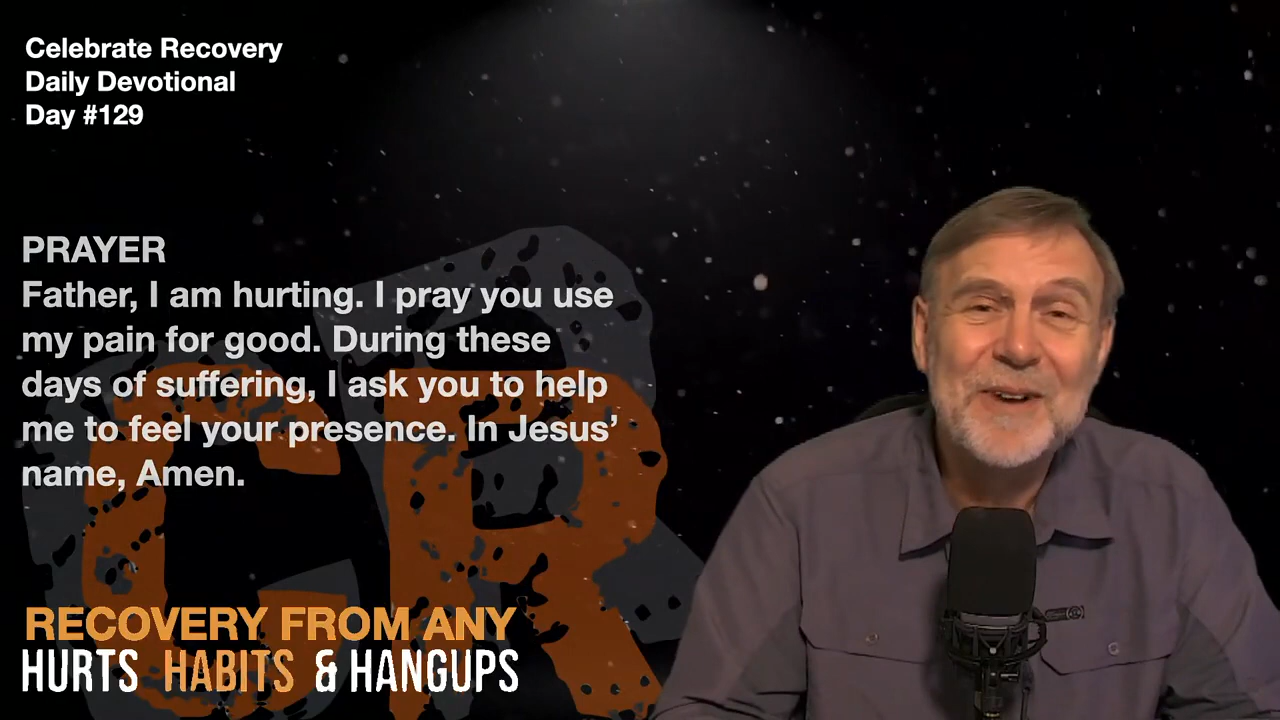 Celebrate Recovery
Daily Devotional
Day #129
PRAYER
Father, I am hurting. I pray you use
my pain for good. During these
days of suffering, I ask you to help
me to feel your presence. In Jesus’
name, Amen.
CR
RECOVERY FROM ANY
HURTS HABITS & HANGUPS